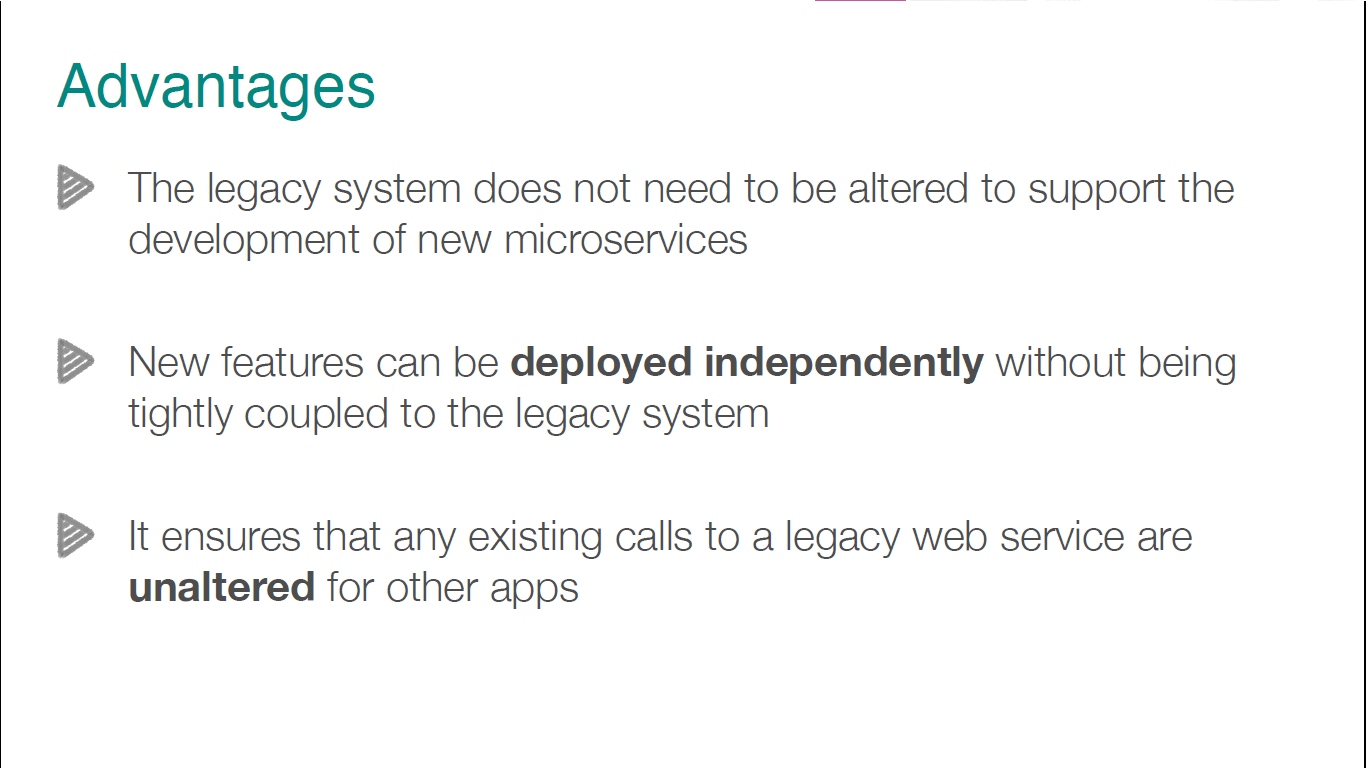 Advantages
The legacy system does not need to be altered to support the
development of new microservices
New features can be deployed independently without being
tightly coupled to the legacy system
It ensures that any existing calls to a legacy web service are
unaltered for other apps